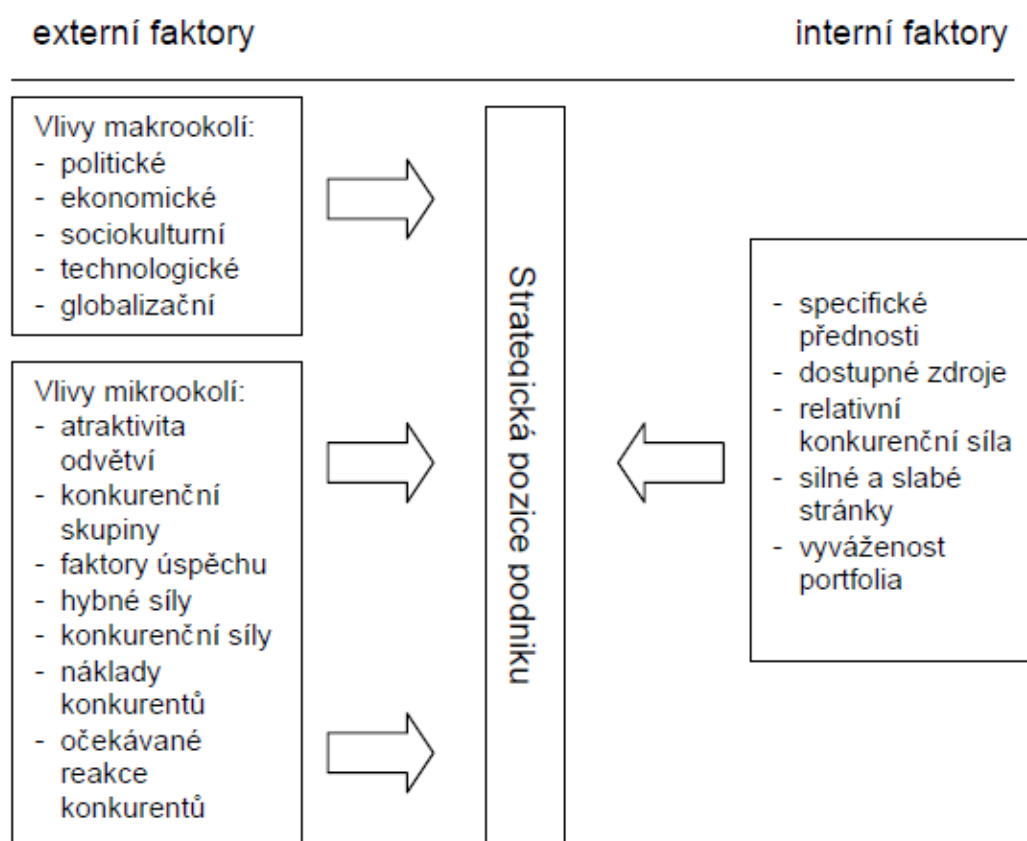 externí faktory
interní faktory
Vlivy makrookolí:
- politické
- ekonomické
- sociokulturní
- technologické
- globalizační
Vlivy mikrookolí:
- atraktivita
odvětví
- konkurenční
skupiny
- faktory úspěchu
- hybné síly
- konkurenční síly
- náklady
konkurentů
- očekávané
reakce
konkurentů
Strategická pozice podniku
- specifické
přednosti
- dostupné zdroje
- relativní
konkurenční síla
- silné a slabé
stránky
- vyváženost
portfolia